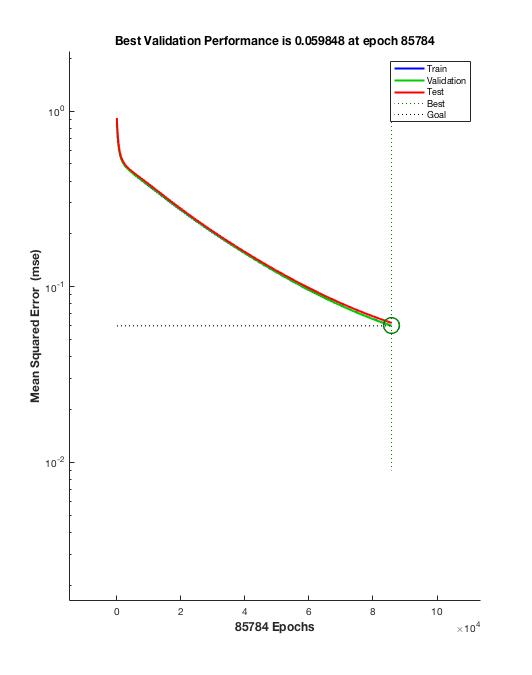 Best Validation Performance is 0.059848 at epoch 85784
Train
Validation
Test
Best
Goal
10^0
10^-1
10^-2
Mean Squared Error  (mse)
0 2 4 6 8 10
×10^4
85784 Epochs